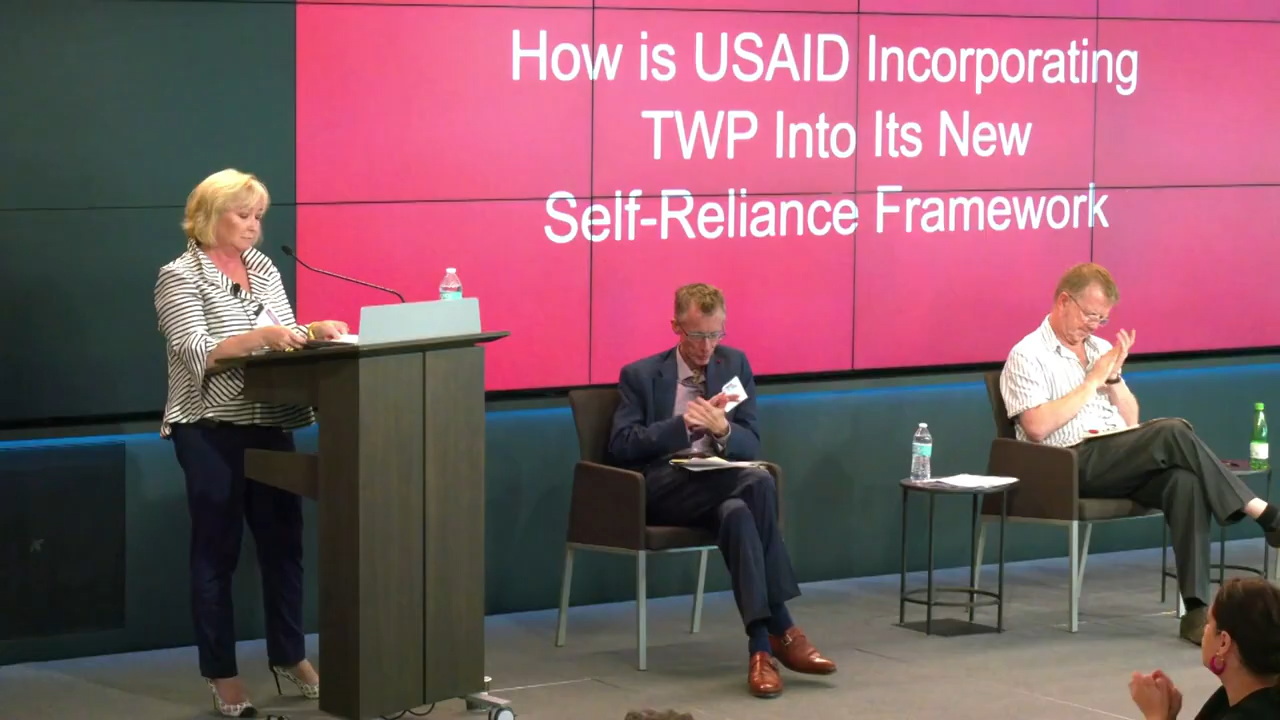 How is USAID Incorporating
TWP Into Its New
Self-Reliance Framework